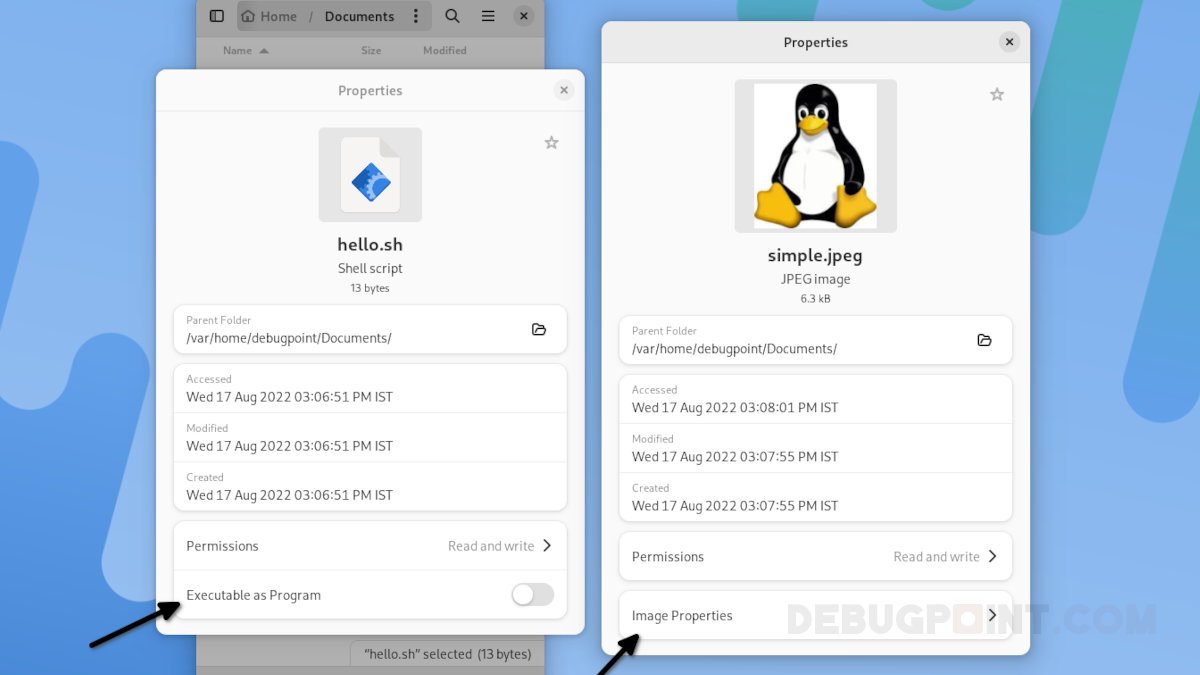 Home / Documents
Name
Size
Modified
Properties
hello.sh
Shell script
13 bytes
Parent Folder
/var/home/debugpoint/Documents/
Accessed
Wed 17 Aug 2022 03:06:51 PM IST
Modified
Wed 17 Aug 2022 03:06:51 PM IST
Created
Wed 17 Aug 2022 03:06:51 PM IST
Permissions
Read and write
Executable as Program
"hello.sh" selected (13 bytes)
Properties
simple.jpeg
JPEG image
6.3 kB
Parent Folder
/var/home/debugpoint/Documents/
Accessed
Wed 17 Aug 2022 03:08:01 PM IST
Modified
Wed 17 Aug 2022 03:07:55 PM IST
Created
Wed 17 Aug 2022 03:07:55 PM IST
Permissions
Read and write
Image Properties
DEBUGPOINT.COM